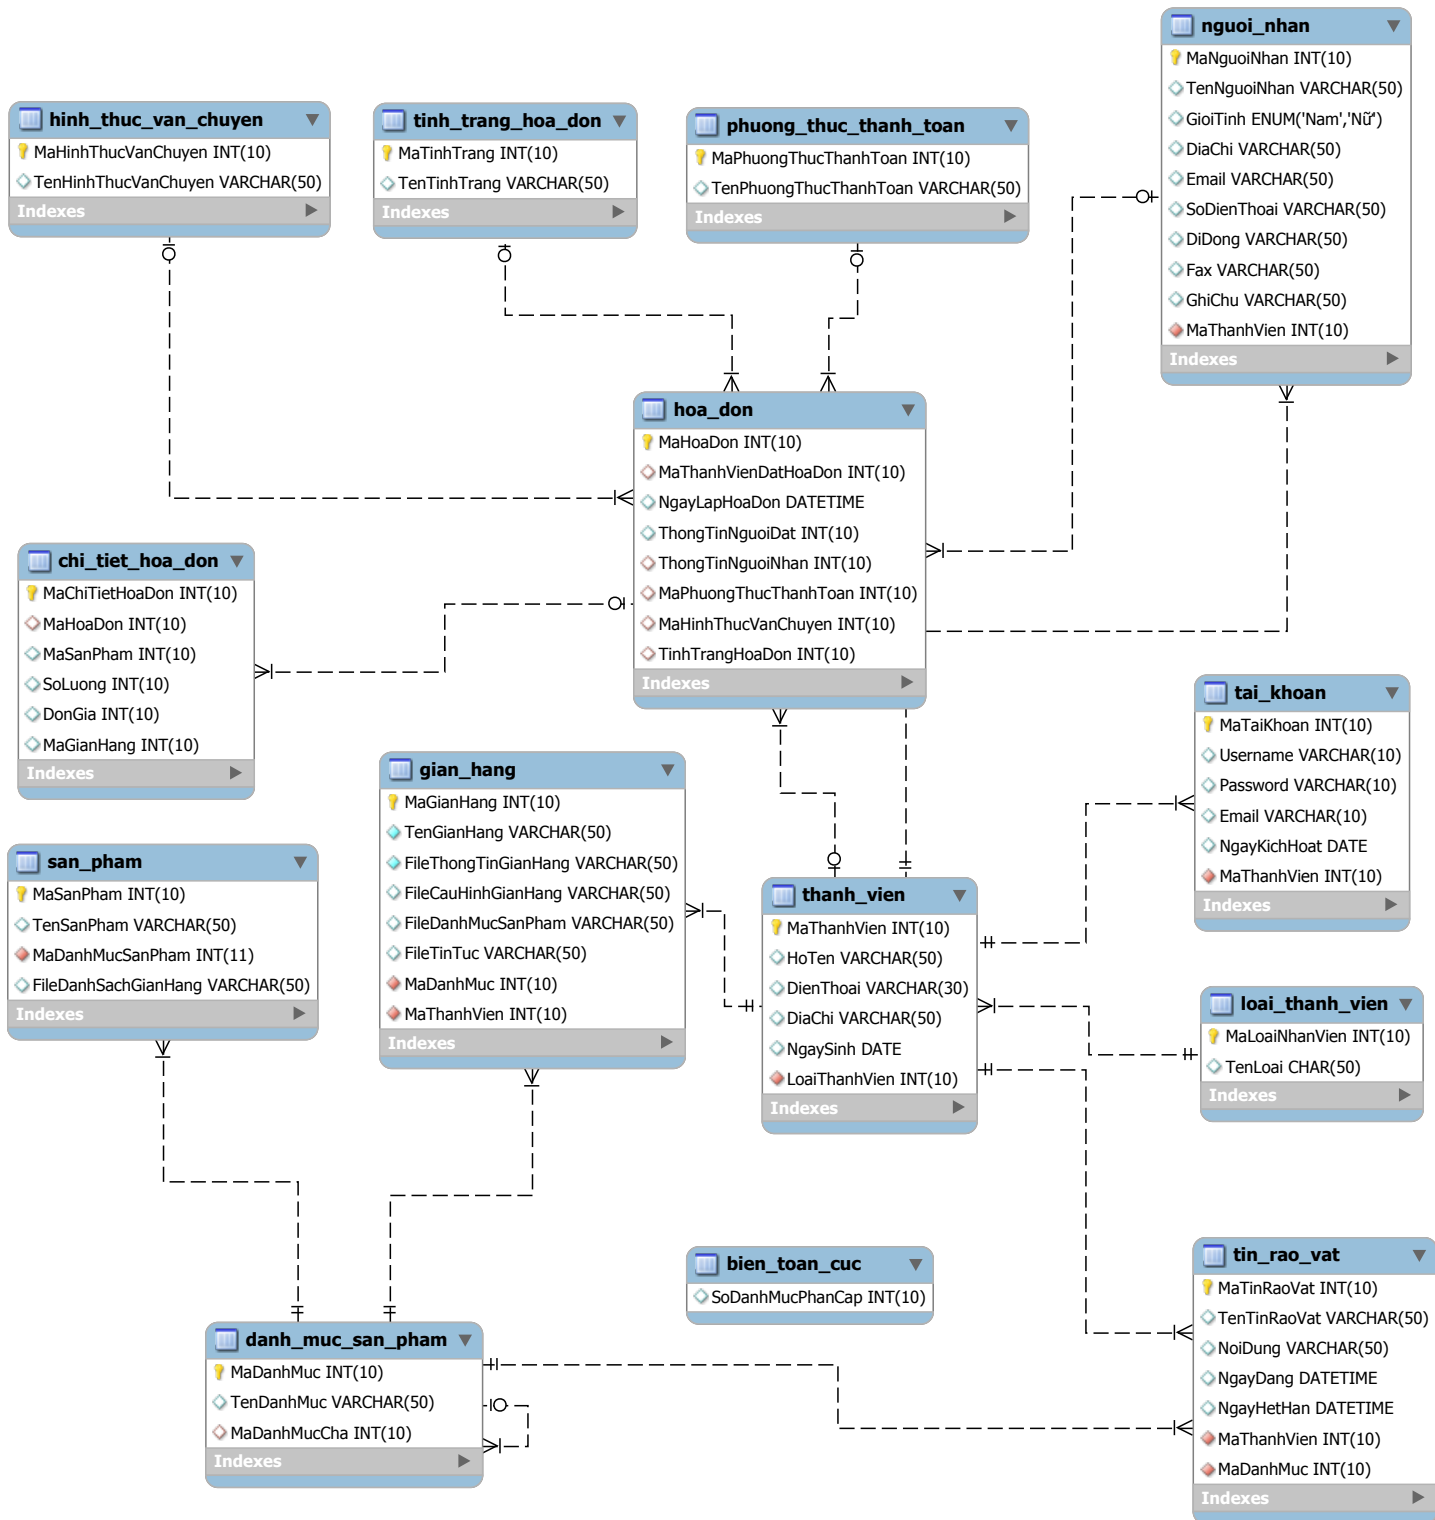 hinh_thuc_van_chuyen
MaHinhThucVanChuyen INT(10)
TenHinhThucVanChuyen VARCHAR(50)
Indexes
tinh_trang_hoa_don
MaTinhTrang INT(10)
TenTinhTrang VARCHAR(50)
Indexes
phuong_thuc_thanh_toan
MaPhuongThucThanhToan INT(10)
TenPhuongThucThanhToan VARCHAR(50)
Indexes
nguoi_nhan
MaNguoiNhan INT(10)
TenNguoiNhan VARCHAR(50)
GioiTinh ENUM('Nam','Nữ')
DiaChi VARCHAR(50)
Email VARCHAR(50)
SoDienThoai VARCHAR(50)
DiDong VARCHAR(50)
Fax VARCHAR(50)
GhiChu VARCHAR(50)
MaThanhVien INT(10)
Indexes
hoa_don
MaHoaDon INT(10)
MaThanhVienDatHoaDon INT(10)
NgayLapHoaDon DATETIME
ThongTinNguoiDat INT(10)
ThongTinNguoiNhan INT(10)
MaPhuongThucThanhToan INT(10)
MaHinhThucVanChuyen INT(10)
TinhTrangHoaDon INT(10)
Indexes
chi_tiet_hoa_don
MaChiTietHoaDon INT(10)
MaHoaDon INT(10)
MaSanPham INT(10)
SoLuong INT(10)
DonGia INT(10)
MaGianHang INT(10)
Indexes
tai_khoan
MaTaiKhoan INT(10)
Username VARCHAR(10)
Password VARCHAR(10)
Email VARCHAR(10)
NgayKichHoat DATE
MaThanhVien INT(10)
Indexes
gian_hang
MaGianHang INT(10)
TenGianHang VARCHAR(50)
FileThongTinGianHang VARCHAR(50)
FileCauHinhGianHang VARCHAR(50)
FileDanhMucSanPham VARCHAR(50)
FileTinTuc VARCHAR(50)
MaDanhMuc INT(10)
MaThanhVien INT(10)
Indexes
san_pham
MaSanPham INT(10)
TenSanPham VARCHAR(50)
MaDanhMucSanPham INT(11)
FileDanhSachGianHang VARCHAR(50)
Indexes
thanh_vien
MaThanhVien INT(10)
HoTen VARCHAR(50)
DienThoai VARCHAR(30)
DiaChi VARCHAR(50)
NgaySinh DATE
LoaiThanhVien INT(10)
Indexes
loai_thanh_vien
MaLoaiNhanVien INT(10)
TenLoai CHAR(50)
Indexes
bien_toan_cuc
SoDanhMucPhanCap INT(10)
tin_rao_vat
MaTinRaoVat INT(10)
TenTinRaoVat VARCHAR(50)
NoiDung VARCHAR(50)
NgayDang DATETIME
NgayHetHan DATETIME
MaThanhVien INT(10)
MaDanhMuc INT(10)
Indexes
danh_muc_san_pham
MaDanhMuc INT(10)
TenDanhMuc VARCHAR(50)
MaDanhMucCha INT(10)
Indexes